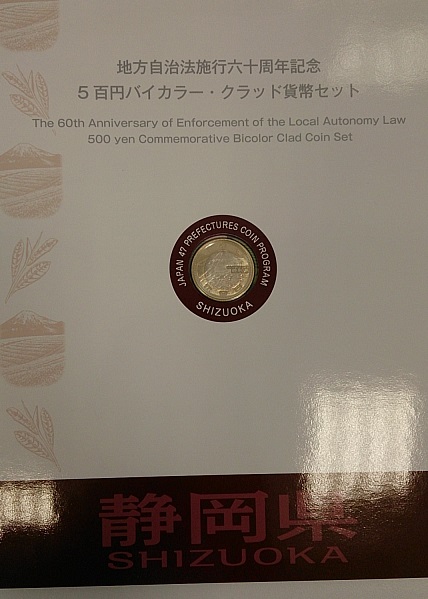 地方自治法施行六十周年記念
5百円バイカラー・クラッド貨幣セット
The 60th Anniversary of Enforcement of the Local Autonomy Law
500 yen Commemorative Bicolor Clad Coin Set
JAPAN 47 PREFECTURES COIN PROGRAM
SHIZUOKA
静岡県
SHIZUOKA